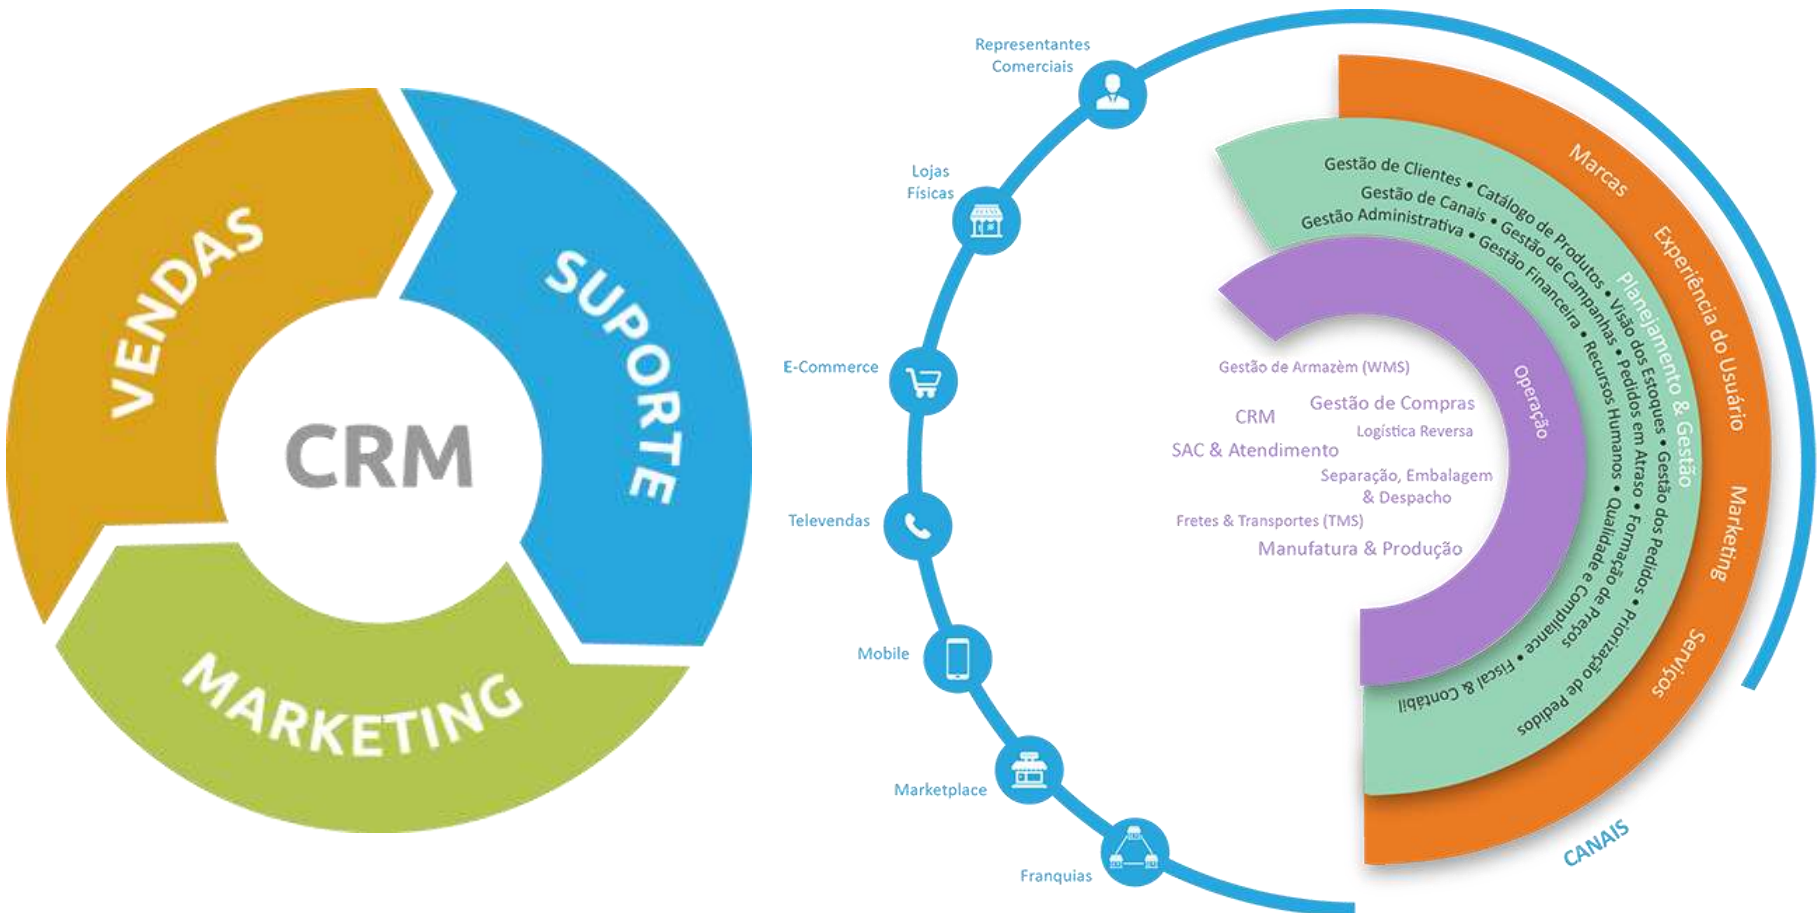 VENDAS
SUPORTE
CRM
MARKETING
Representantes
Comerciais
Lojas
Físicas
E-Commerce
Televendas
Mobile
Marketplace
Franquias
Marcas
Experiência do Usuário
Marketing
Serviços
Planejamento & Gestão
Gestão de Clientes • Catálogo de Produtos • Visão dos Estoques • Gestão dos Pedidos • Priorização de Pedidos
Gestão de Canais • Gestão de Campanhas • Pedidos em Atraso • Formação de Preços
Gestão Administrativa • Gestão Financeira • Recursos Humanos • Qualidade e Compliance • Fiscal & Contábil
Operação
Gestão de Armazèm (WMS)
CRM
Gestão de Compras
Logística Reversa
SAC & Atendimento
Separação, Embalagem
& Despacho
Fretes & Transportes (TMS)
Manufatura & Produção
CANAIS